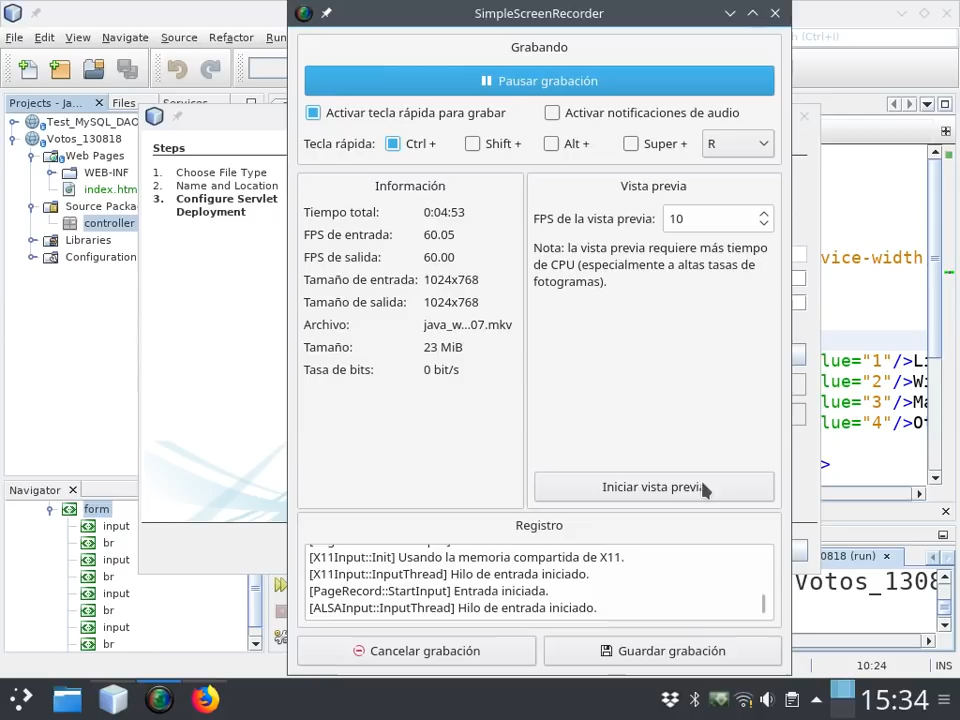 SimpleScreenRecorder
File Edit View Navigate Source Refactor Run
h (Ctrl+I)
Grabando
Pausar grabación
Activar tecla rápida para grabar
Activar notificaciones de audio
Tecla rápida: Ctrl + Shift + Alt + Super + R
Projects - Ja... Files Services
Test_MySQL_DAO
Votos_130818
Web Pages
WEB-INF
index.htm
Source Packa
controller
Libraries
Configuration
Steps
1. Choose File Type
2. Name and Location
3. Configure Servlet
Deployment
Información
Tiempo total: 0:04:53
FPS de entrada: 60.05
FPS de salida: 60.00
Tamaño de entrada: 1024x768
Tamaño de salida: 1024x768
Archivo: java_w...07.mkv
Tamaño: 23 MiB
Tasa de bits: 0 bit/s
Vista previa
FPS de la vista previa: 10
Nota: la vista previa requiere más tiempo
de CPU (especialmente a altas tasas de
fotogramas).
Iniciar vista previa
vice-width
lue="1"/>L
lue="2"/>W
lue="3"/>Ma
lue="4"/>O
>
Navigator
form
input
br
input
br
input
br
input
br
Registro
[X11Input::Init] Usando la memoria compartida de X11.
[X11Input::InputThread] Hilo de entrada iniciado.
[PageRecord::StartInput] Entrada iniciada.
[ALSAInput::InputThread] Hilo de entrada iniciado.
0818 (run)
Votos_1308
Cancelar grabación
Guardar grabación
10:24 INS
15:34